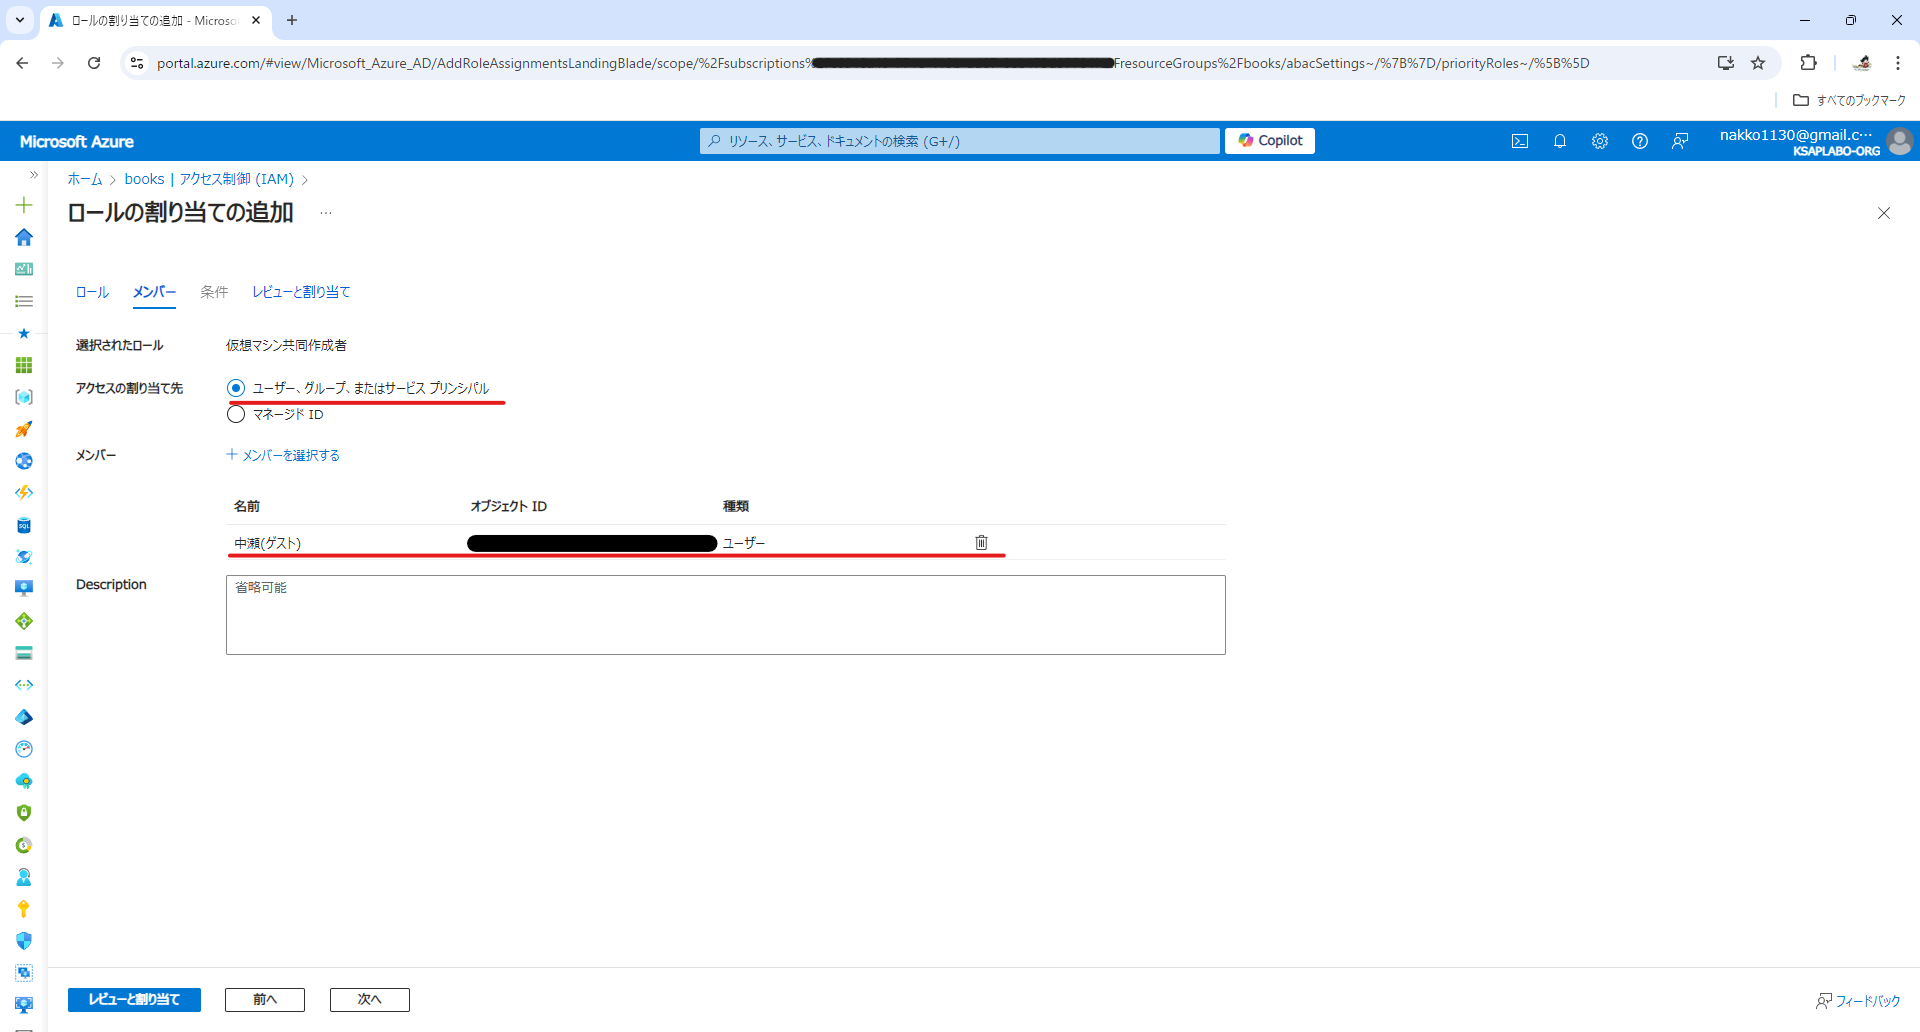 ロールの割り当ての追加 - Microso
portal.azure.com/#view/Microsoft_Azure_AD/AddRoleAssignmentsLandingBlade/scope/%2Fsubscriptions% FresourceGroups%2Fbooks/abacSettings~/%7B%7D/priorityRoles~/%5B%5D
すべてのブックマーク
Microsoft Azure
リソース、サービス、ドキュメントの検索 (G+/)
Copilot
nakko1130@gmail.c…
KSAPLABO-ORG
ホーム > books | アクセス制御 (IAM) >
ロールの割り当ての追加 …
ロール メンバー 条件 レビューと割り当て
選択されたロール 仮想マシン共同作成者
アクセスの割り当て先 ユーザー、グループ、またはサービス プリンシパル
マネージド ID
メンバー + メンバーを選択する
名前 オブジェクト ID 種類
中瀬(ゲスト) ユーザー
Description 省略可能
レビューと割り当て 前へ 次へ フィードバック